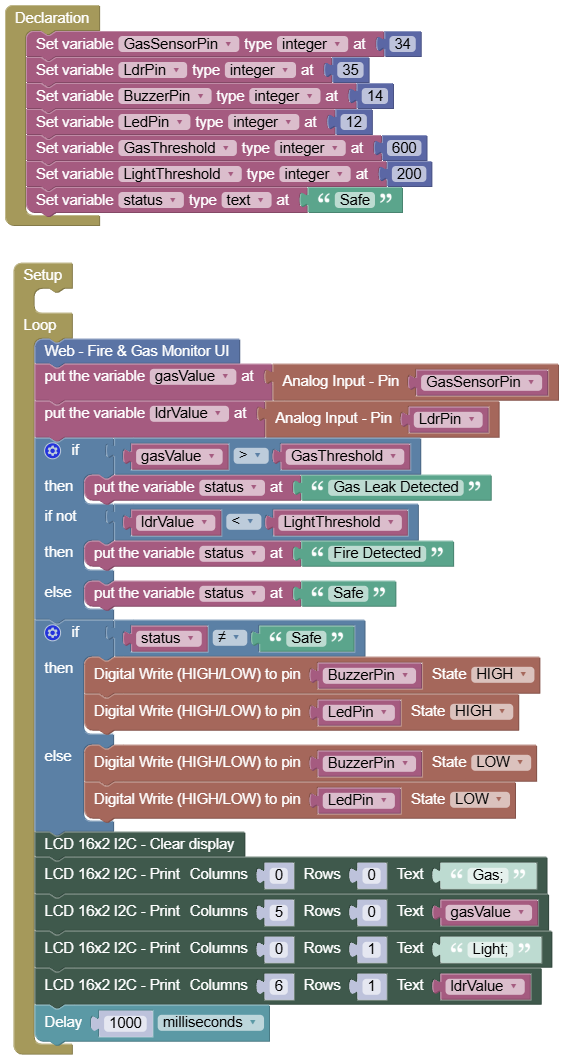 Declaration
Set variable GasSensorPin type integer at 34
Set variable LdrPin type integer at 35
Set variable BuzzerPin type integer at 14
Set variable LedPin type integer at 12
Set variable GasThreshold type integer at 600
Set variable LightThreshold type integer at 200
Set variable status type text at “ Safe ”
Setup
Loop
Web - Fire & Gas Monitor UI
put the variable gasValue at Analog Input - Pin GasSensorPin
put the variable ldrValue at Analog Input - Pin LdrPin
if gasValue > GasThreshold
then put the variable status at “ Gas Leak Detected ”
if not ldrValue < LightThreshold
then put the variable status at “ Fire Detected ”
else put the variable status at “ Safe ”
if status ≠ “ Safe ”
then Digital Write (HIGH/LOW) to pin BuzzerPin State HIGH
Digital Write (HIGH/LOW) to pin LedPin State HIGH
else Digital Write (HIGH/LOW) to pin BuzzerPin State LOW
Digital Write (HIGH/LOW) to pin LedPin State LOW
LCD 16x2 I2C - Clear display
LCD 16x2 I2C - Print Columns 0 Rows 0 Text “ Gas; ”
LCD 16x2 I2C - Print Columns 5 Rows 0 Text gasValue
LCD 16x2 I2C - Print Columns 0 Rows 1 Text “ Light; ”
LCD 16x2 I2C - Print Columns 6 Rows 1 Text ldrValue
Delay 1000 milliseconds